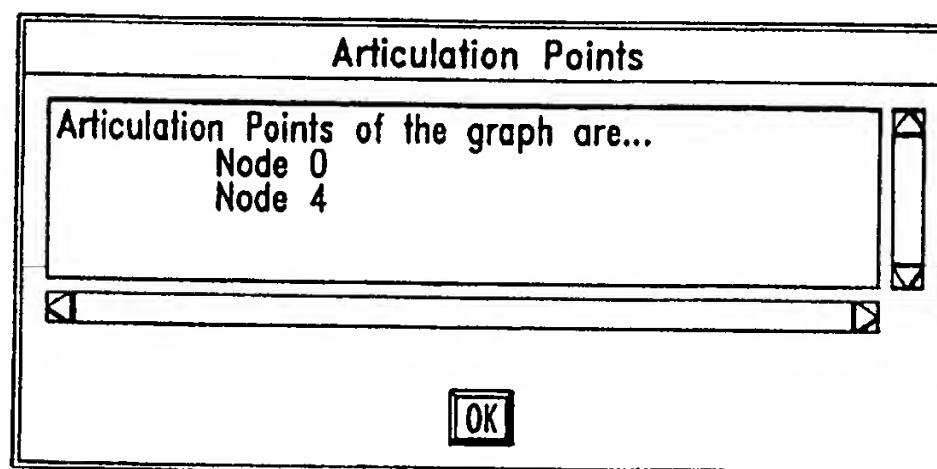 Articulation Points
Articulation Points of the graph are...
Node 0
Node 4
OK